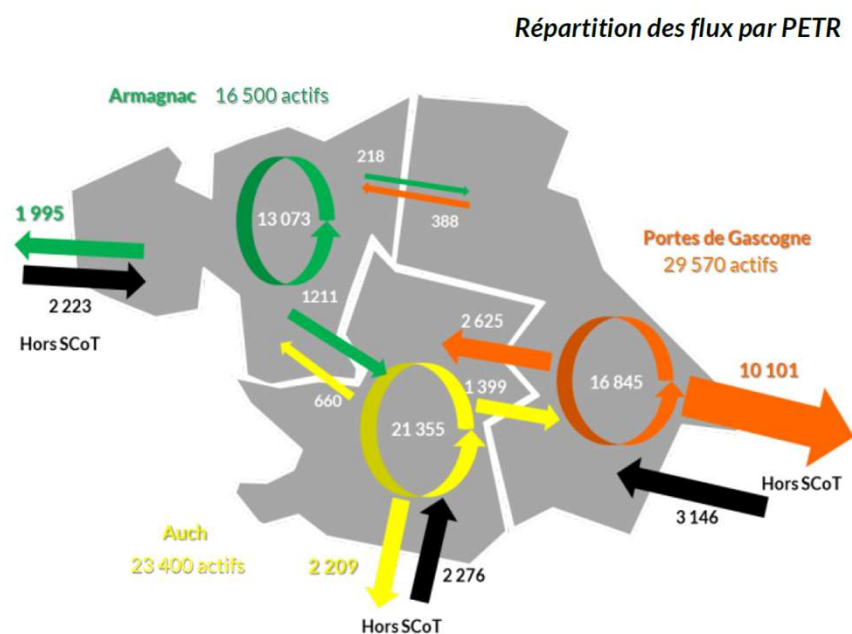 Répartition des flux par PETR
Armagnac 16 500 actifs
218
1 995
13 073
388
Portes de Gascogne
29 570 actifs
2 223
1211
Hors SCoT
2 625
10 101
16 845
1 399
660
21 355
Hors SCoT
3 146
Auch
23 400 actifs
2 209
2 276
Hors SCoT